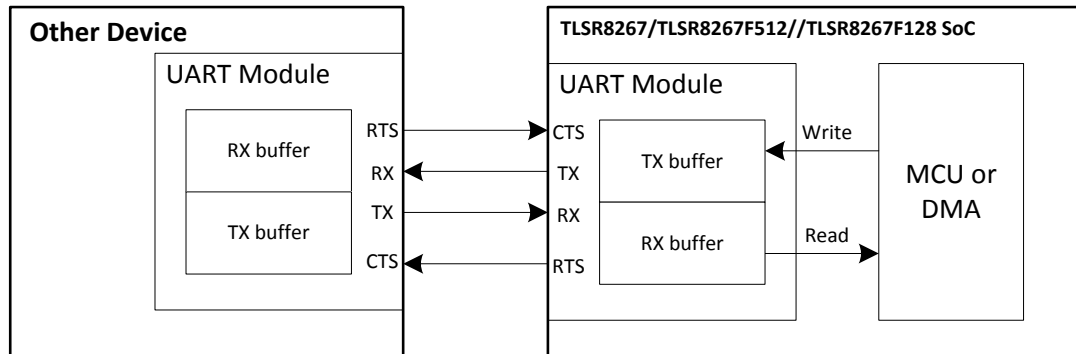 Other Device
UART Module
RX buffer
TX buffer
RTS
RX
TX
CTS
TLSR8267/TLSR8267F512//TLSR8267F128 SoC
UART Module
CTS
TX
RX
RTS
TX buffer
RX buffer
Write
Read
MCU or
DMA